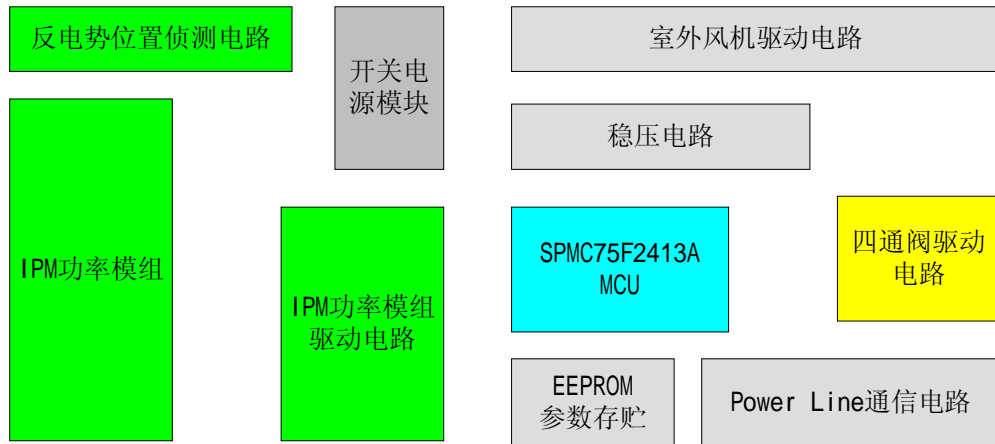 反电势位置侦测电路
开关电
源模块
室外风机驱动电路
稳压电路
IPM功率模组
IPM功率模组
驱动电路
SPMC75F2413A
MCU
四通阀驱动
电路
EEPROM
参数存贮
Power Line通信电路